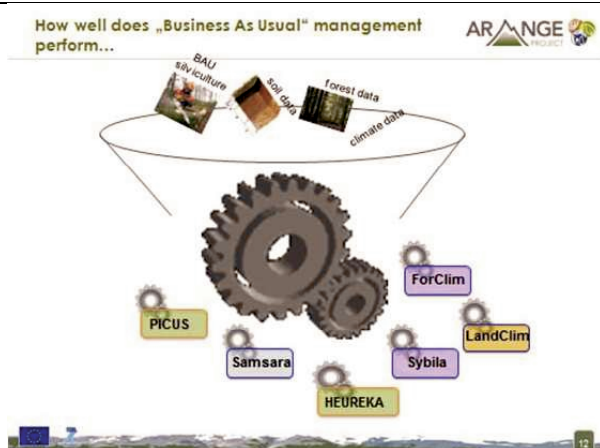 How well does „Business As Usual“ management
perform...
ARANGE
PROJECT
BAU
silviculture
soil data
forest data
climate data
ForClim
PICUS
LandClim
Samsara
Sybila
HEUREKA
7
12